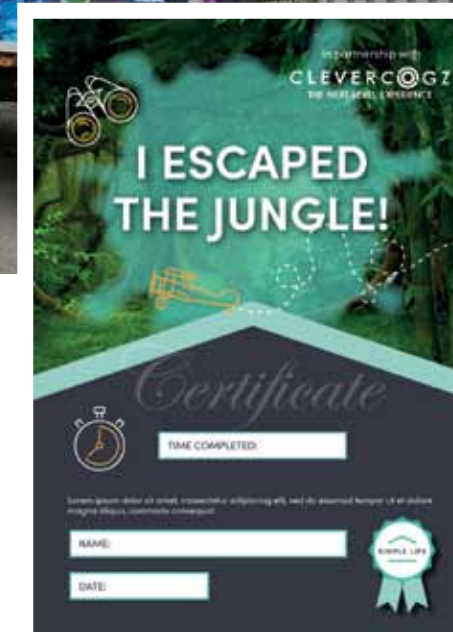 In partnership with
CLEVERCOGZ
THE NEXT LEVEL EXPERIENCE
I ESCAPED
THE JUNGLE!
Certificate
TIME COMPLETED:
Lorem ipsum dolor sit amet, consectetur adipiscing elit, sed do eiusmod tempor ut et dolore
magna aliqua, commodo consequat.
NAME:
SIMPLE LIFE
DATE: